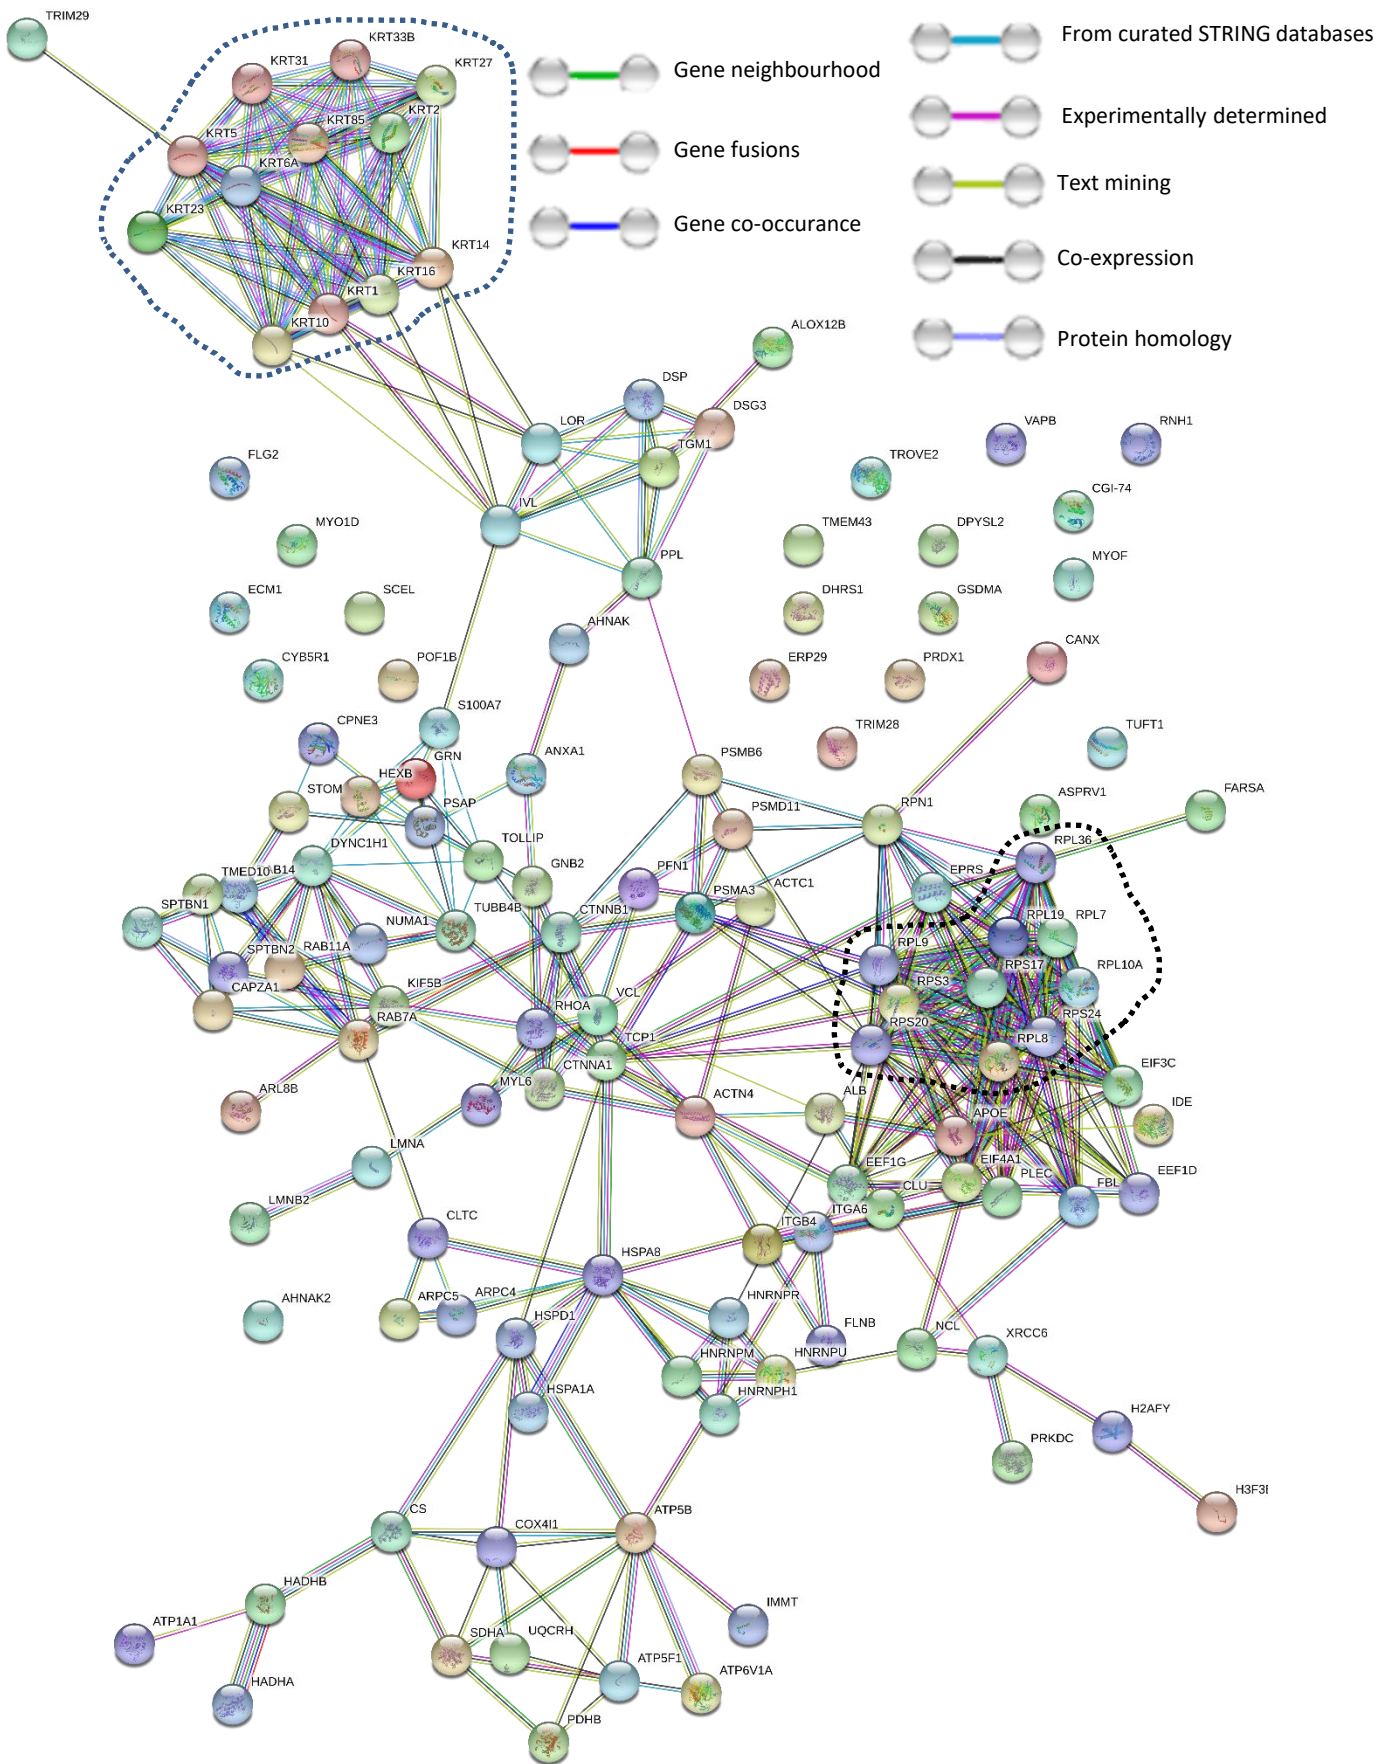 TRIM29
KRT33B
KRT31
KRT27
KRT2
KRT85
KRT5
KRT6A
KRT23
KRT14
KRT16
KRT1
KRT10
Gene neighbourhood
Gene fusions
Gene co-occurance
From curated STRING databases
Experimentally determined
Text mining
Co-expression
Protein homology
ALOX12B
DSP
DSG3
LOR
TGM1
IVL
PPL
VAPB
RNH1
TROVE2
CGI-74
FLG2
MYO1D
TMEM43
DPYSL2
MYOF
ECM1
SCEL
DHRS1
GSDMA
AHNAK
CYB5R1
POF1B
ERP29
PRDX1
CANX
S100A7
CPNE3
TRIM28
TUFT1
GRN
ANXA1
PSMB6
HEXB
STOM
PSAP
PSMD11
RPN1
ASPRV1
FARSA
DYNC1H1
TOLLIP
RPL36
TMED10
AB14
GNB2
PFN1
ACTC1
EPRS
PSMA3
SPTBN1
NUMA1
TUBB4B
CTNNB1
RPL19
RPL7
SPTBN2
RAB11A
RPL9
RPS17
RPL10A
CAPZA1
KIF5B
RPS3
RHOA
VCL
RPS24
RAB7A
RPS20
TCP1
RPL8
CTNNA1
EIF3C
MYL6
ARL8B
ACTN4
ALB
APOE
IDE
LMNA
EEF1G
EIF4A1
PLEC
EEF1D
CLU
FBL
LMNB2
ITGA6
CLTC
ITGB4
HSPA8
AHNAK2
ARPC5
ARPC4
HNRNPR
HSPD1
FLNB
NCL
XRCC6
HNRNPM
HNRNPU
HSPA1A
HNRNPH1
H2AFY
PRKDC
H3F3
CS
COX4I1
ATP5B
HADHB
IMMT
ATP1A1
SDHA
UQCRH
ATP5F1
ATP6V1A
HADHA
PDHB